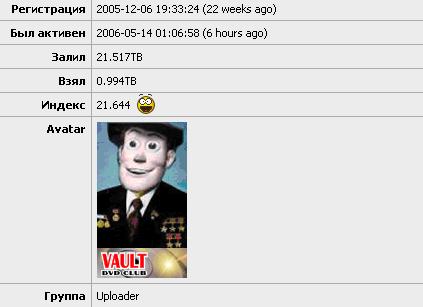 Регистрация 2005-12-06 19:33:24 (22 weeks ago)
Был активен 2006-05-14 01:06:58 (6 hours ago)
Залил 21.517TB
Взял 0.994TB
Индекс 21.644
Avatar
VAULT
DVD CLUB
Группа Uploader